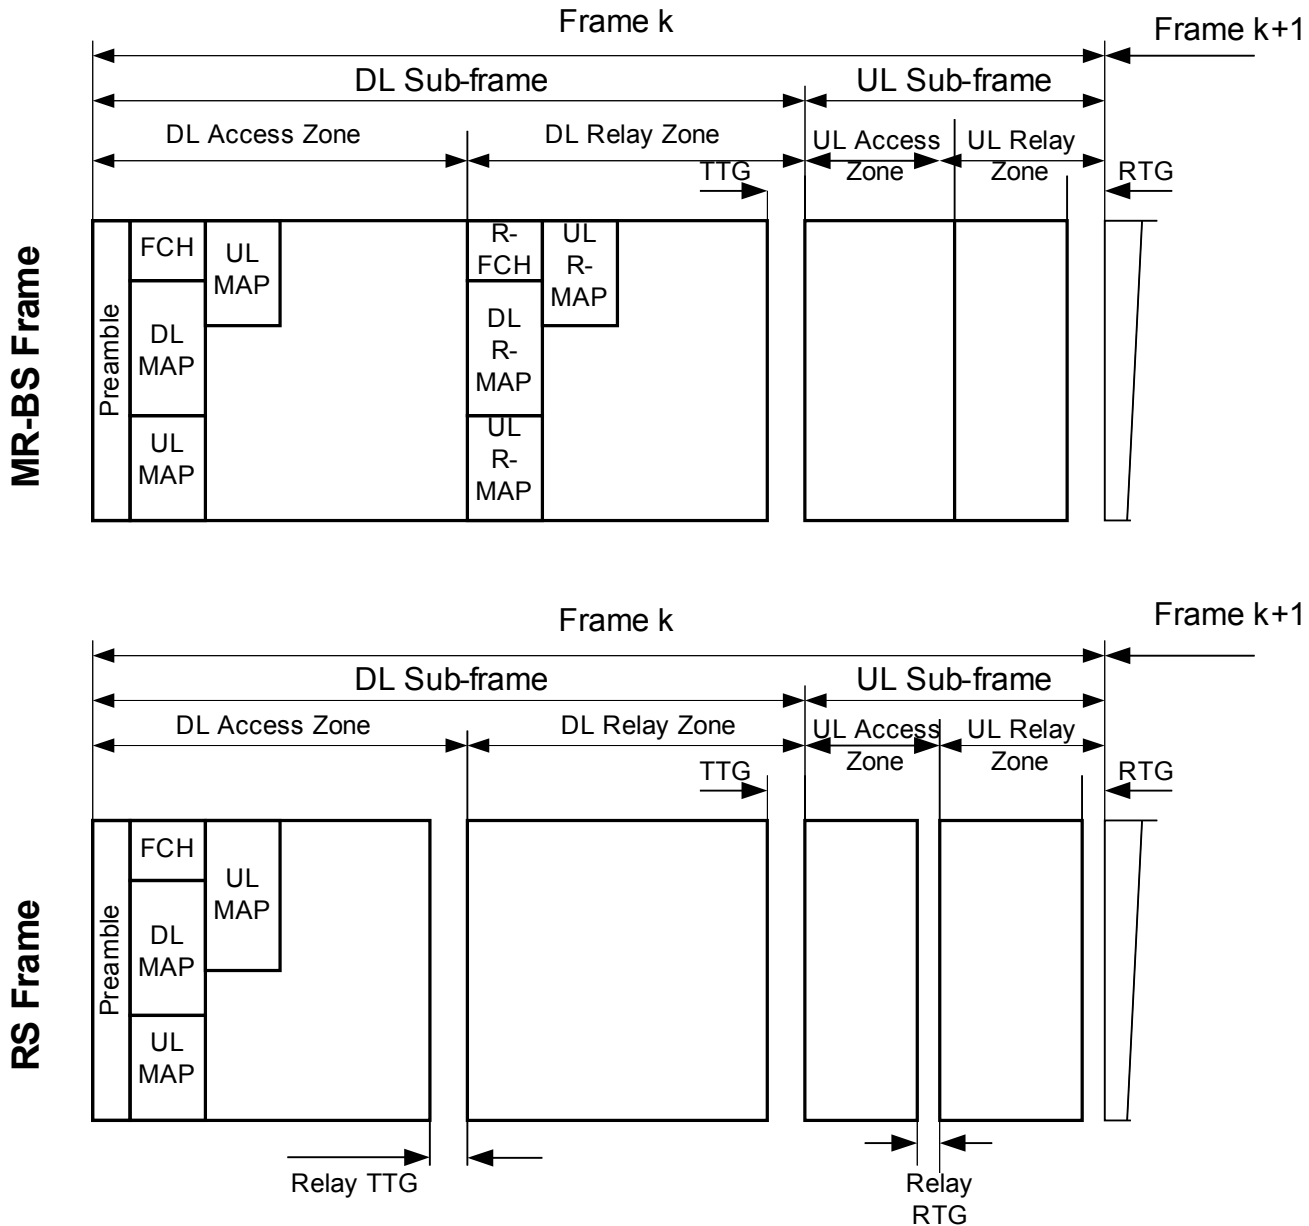 Frame k
Frame k+1
DL Sub-frame
UL Sub-frame
DL Access Zone
DL Relay Zone
UL Access
Zone
UL Relay
Zone
TTG
RTG
MR-BS Frame
Preamble
FCH
DL
MAP
UL
MAP
UL
MAP
R-
FCH
DL
R-
MAP
UL
R-
MAP
UL
R-
MAP
Frame k
Frame k+1
DL Sub-frame
UL Sub-frame
DL Access Zone
DL Relay Zone
UL Access
Zone
UL Relay
Zone
TTG
RTG
RS Frame
Preamble
FCH
DL
MAP
UL
MAP
UL
MAP
Relay TTG
Relay
RTG